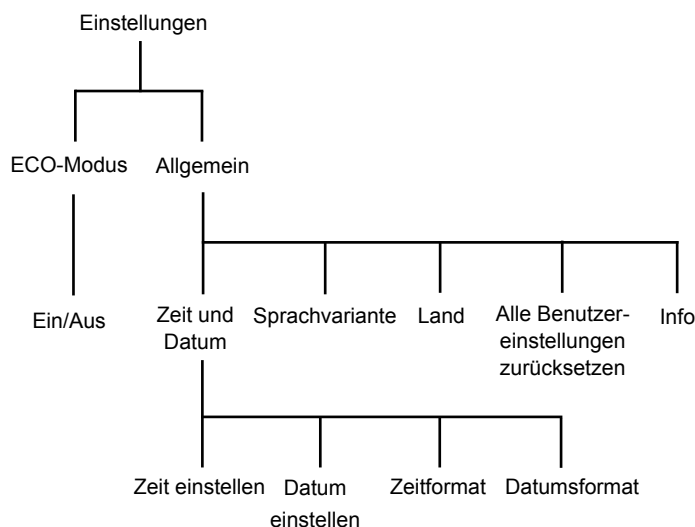 Einstellungen
ECO-Modus
Allgemein
Ein/Aus
Zeit und
Datum
Sprachvariante
Land
Alle Benutzer-
einstellungen
zurücksetzen
Info
Zeit einstellen
Datum
einstellen
Zeitformat
Datumsformat